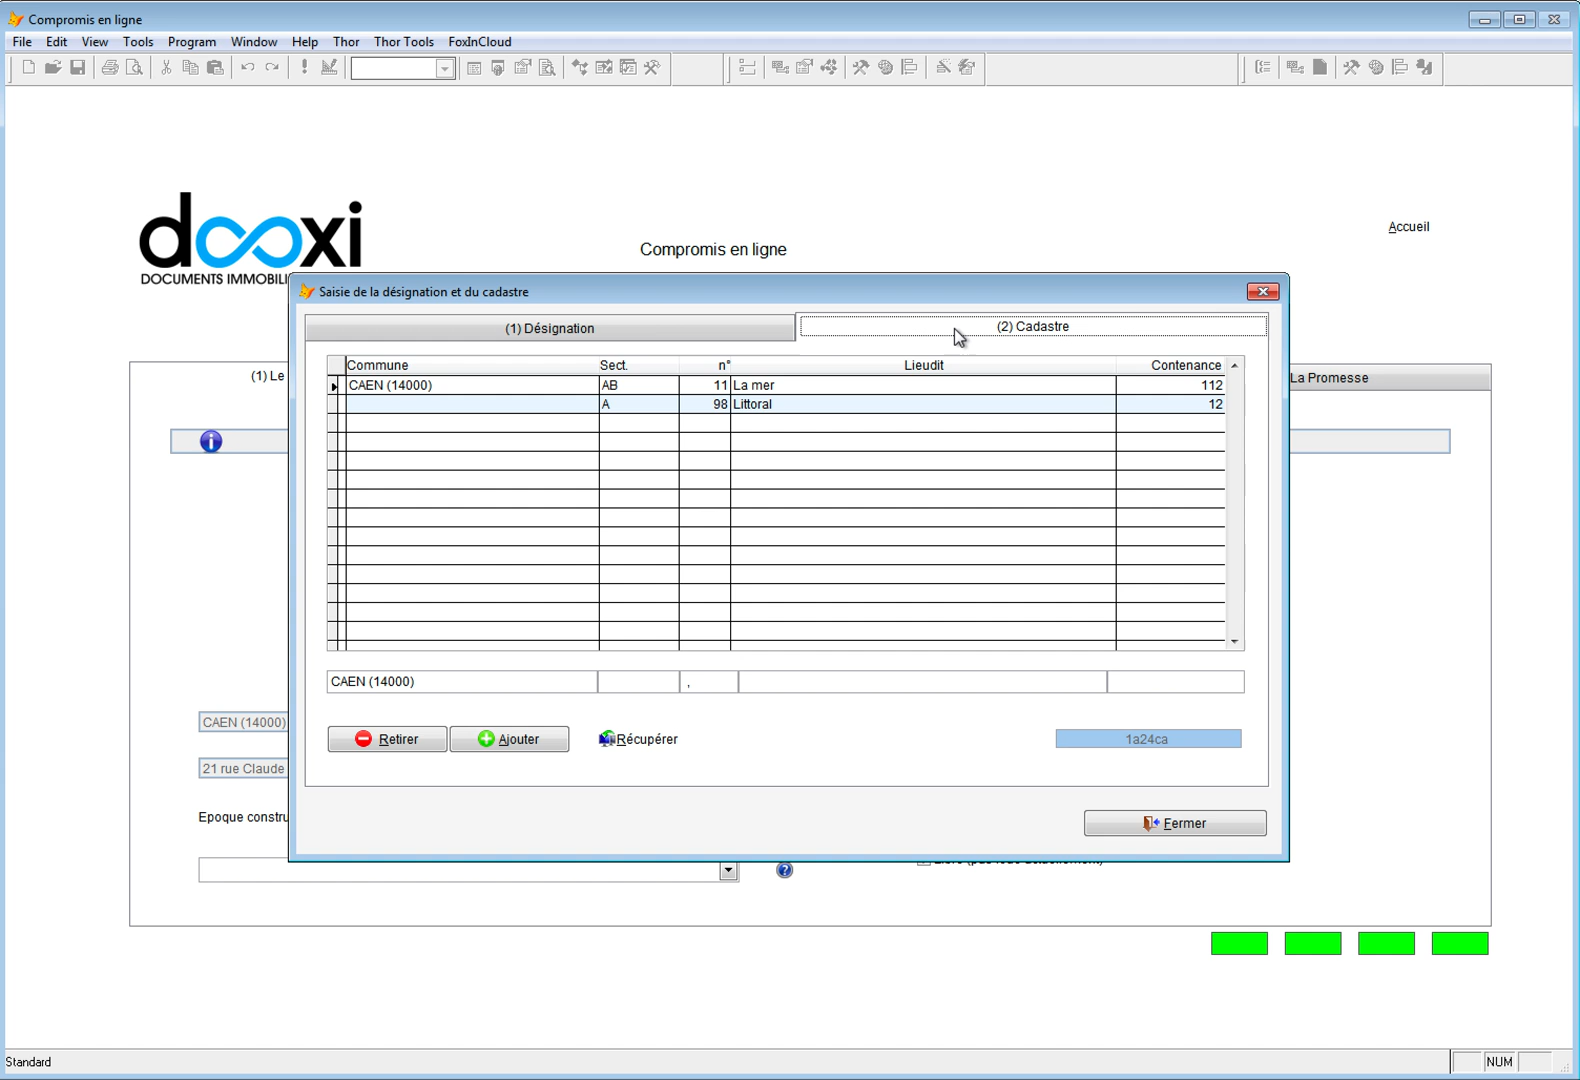 Compromis en ligne
File Edit View Tools Program Window Help Thor Thor Tools FoxInCloud
dooxi
DOCUMENTS IMMOBILI
Compromis en ligne
Accueil
Saisie de la désignation et du cadastre
(1) Désignation (2) Cadastre
(1) Le
La Promesse
Commune Sect. n° Lieudit Contenance
CAEN (14000) AB 11 La mer 112
A 98 Littoral 12
CAEN (14000) ,
CAEN (14000)
Retirer Ajouter Récupérer 1a24ca
21 rue Claude
Epoque constru
Fermer
Standard NUM